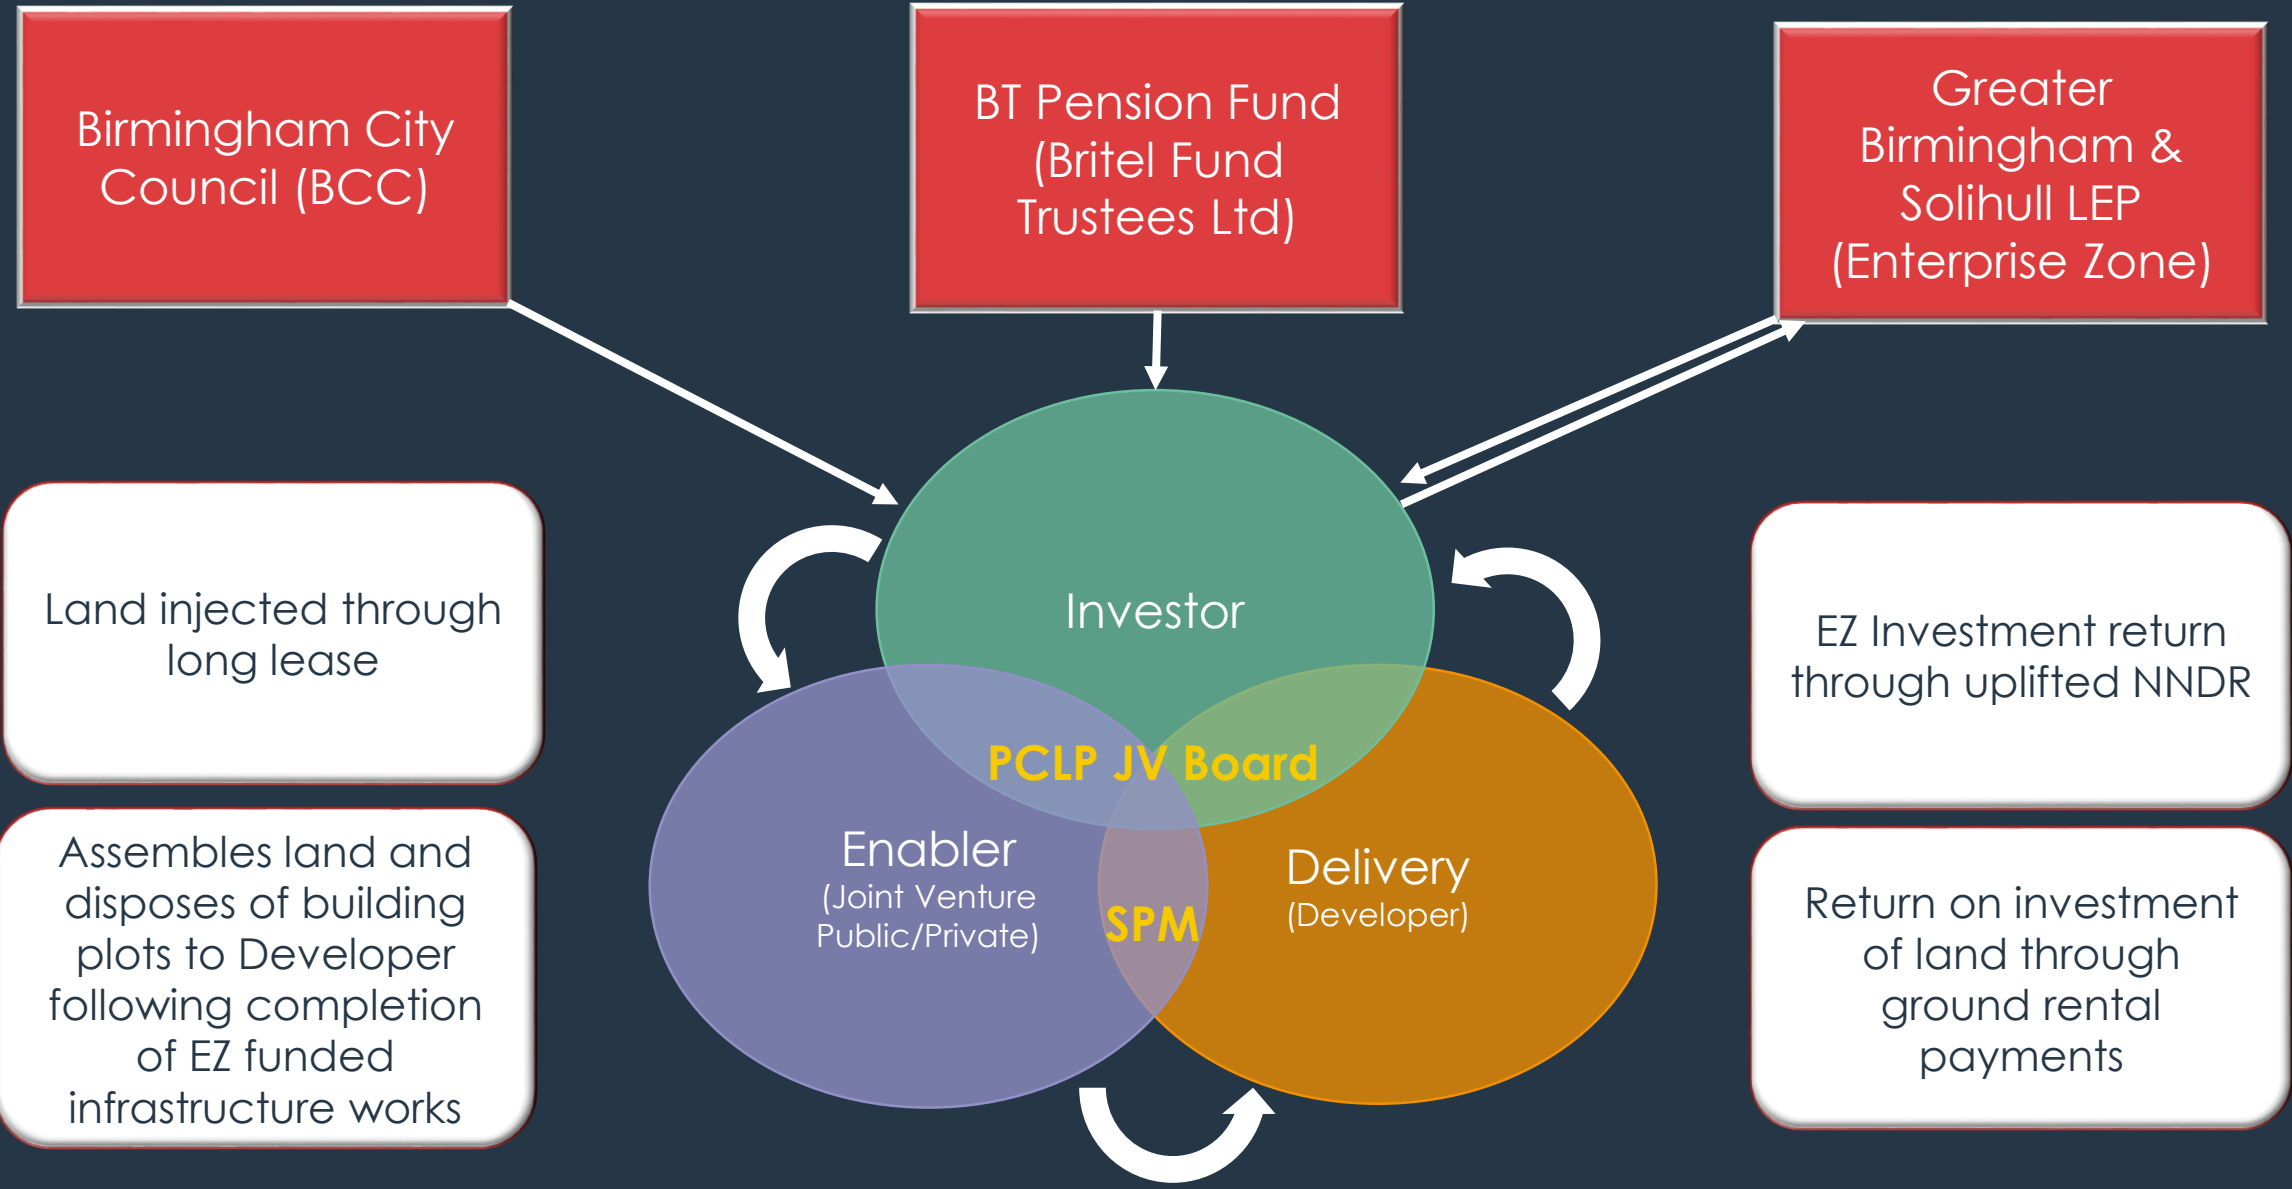 Birmingham City
Council (BCC)
BT Pension Fund
(Britel Fund
Trustees Ltd)
Greater
Birmingham &
Solihull LEP
(Enterprise Zone)
Land injected through
long lease
Assembles land and
disposes of building
plots to Developer
following completion
of EZ funded
infrastructure works
Investor
PCLP JV Board
Enabler
(Joint Venture
Public/Private)
SPM
Delivery
(Developer)
EZ Investment return
through uplifted NNDR
Return on investment
of land through
ground rental
payments